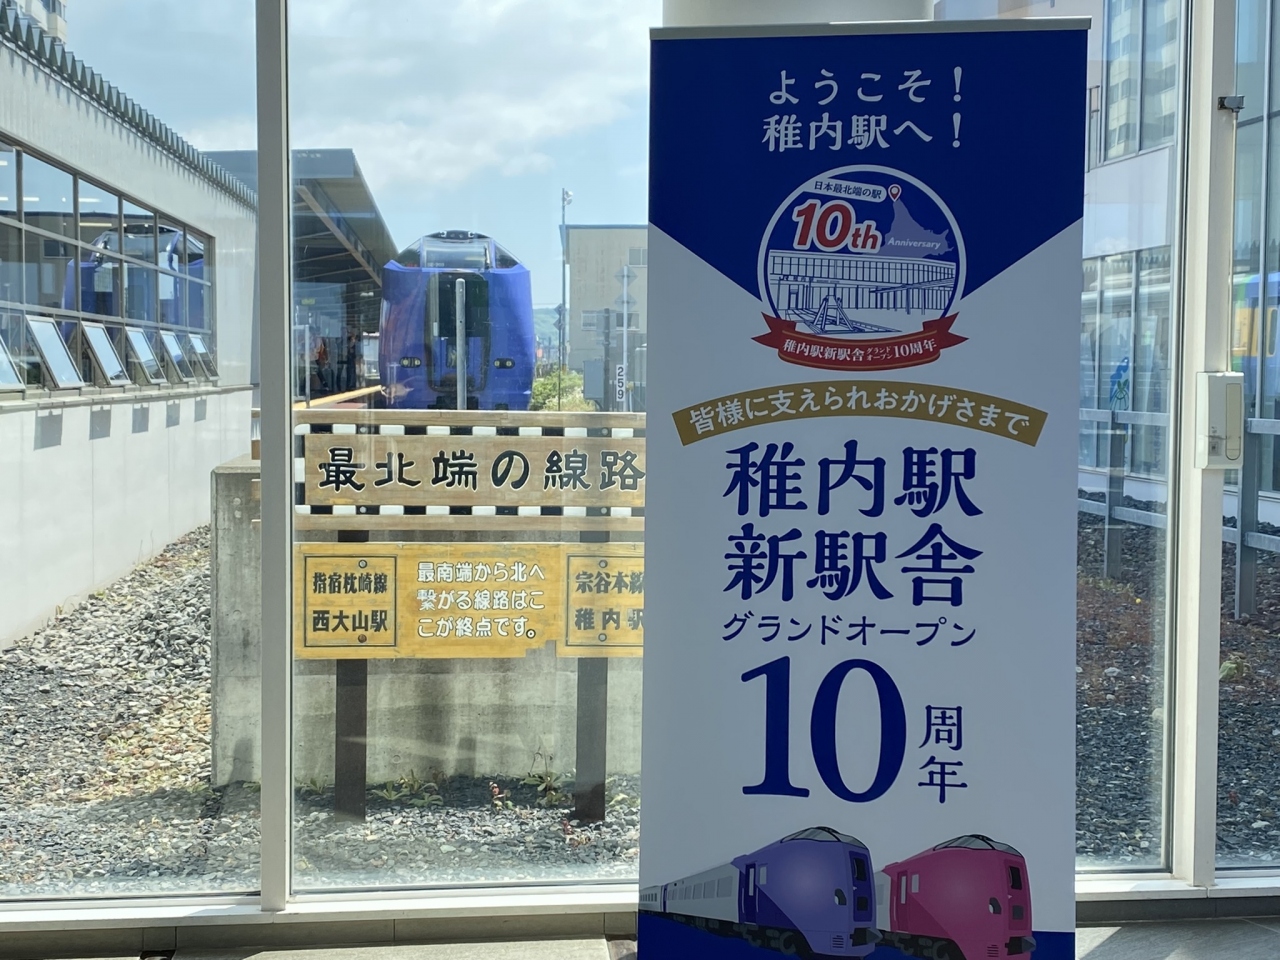 ようこそ！
稚内駅へ！
日本最北端の駅
10th
Anniversary
稚内駅新駅舎グランドオープン10周年
皆様に支えられおかげさまで
稚内駅
新駅舎
グランドオープン
10周年
最北端の線路
指宿枕崎線
西大山駅
最南端から北へ
繋がる線路はこ
こが終点です。
宗谷本線
稚内駅
259